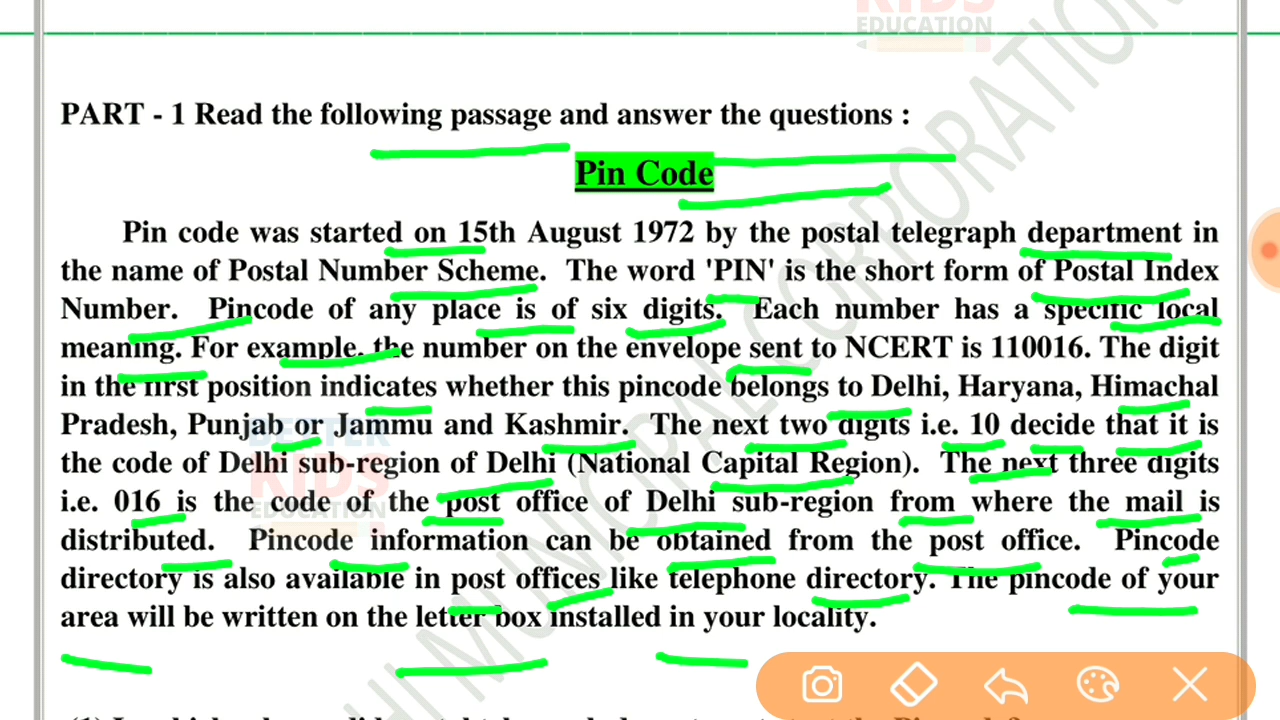 KIDS
EDUCATION
PART - 1 Read the following passage and answer the questions :
Pin Code
Pin code was started on 15th August 1972 by the postal telegraph department in
the name of Postal Number Scheme. The word 'PIN' is the short form of Postal Index
Number. Pincode of any place is of six digits. Each number has a specific local
meaning. For example, the number on the envelope sent to NCERT is 110016. The digit
in the first position indicates whether this pincode belongs to Delhi, Haryana, Himachal
Pradesh, Punjab or Jammu and Kashmir. The next two digits i.e. 10 decide that it is
the code of Delhi sub-region of Delhi (National Capital Region). The next three digits
i.e. 016 is the code of the post office of Delhi sub-region from where the mail is
distributed. Pincode information can be obtained from the post office. Pincode
directory is also available in post offices like telephone directory. The pincode of your
area will be written on the letter box installed in your locality.
BETTER
KIDS
EDUCATION
MUNICIPAL CORPORATION